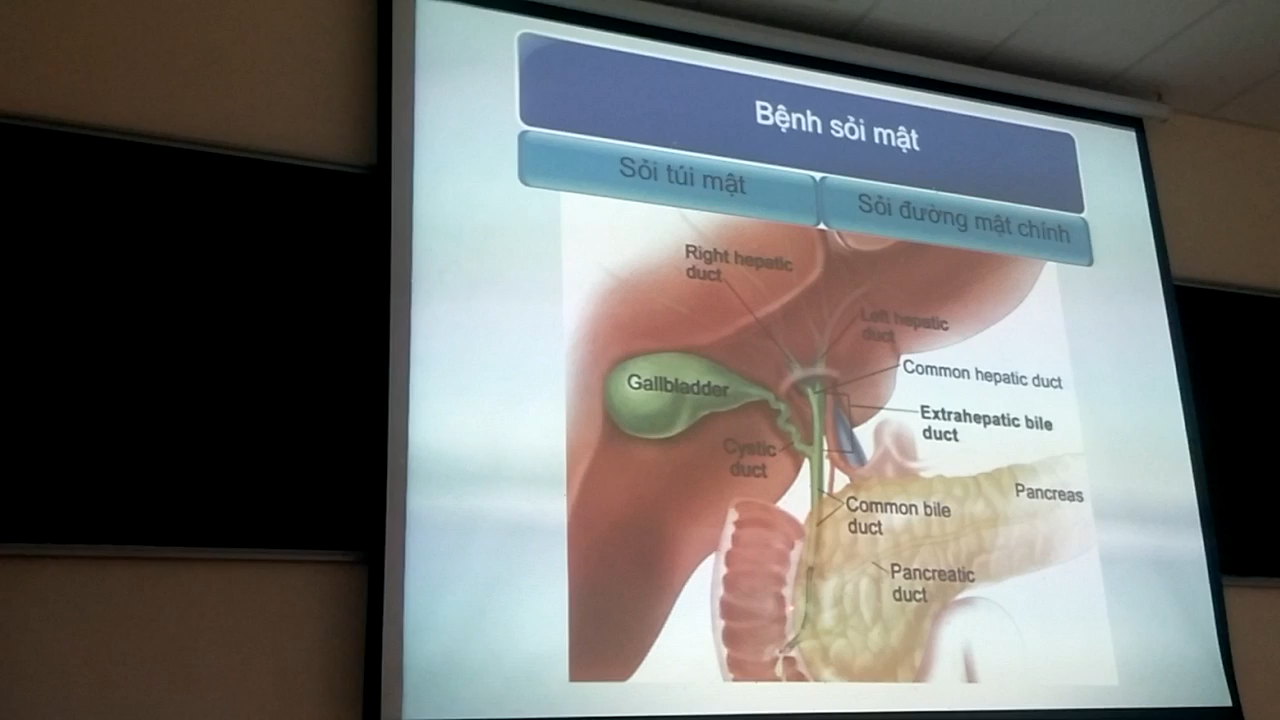 Bệnh sỏi mật
Sỏi túi mật
Sỏi đường mật chính
Right hepatic
duct
Left hepatic
duct
Common hepatic duct
Gallbladder
Extrahepatic bile
duct
Cystic
duct
Pancreas
Common bile
duct
Pancreatic
duct